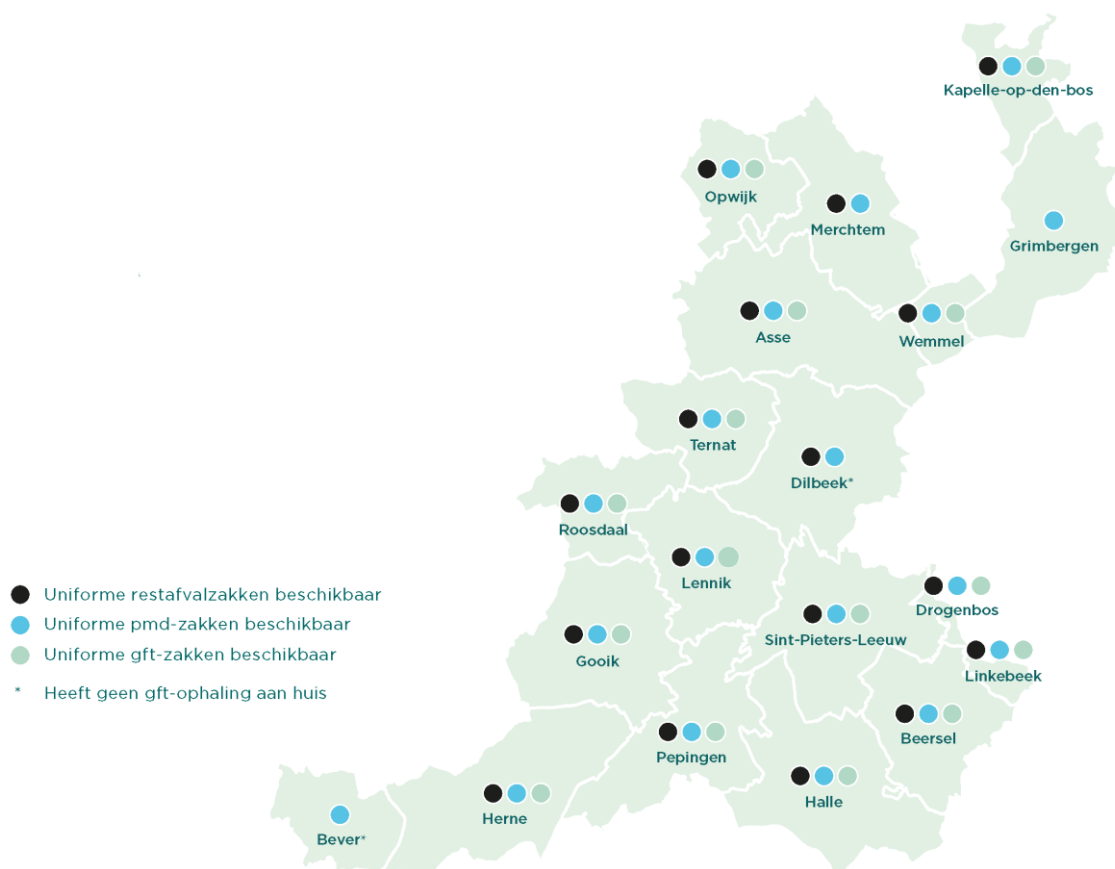 Kapelle-op-den-bos
Opwijk
Merchtem
Grimbergen
Asse
Wemmel
Ternat
Dilbeek*
Roosdaal
Lennik
Uniforme restafvalzakken beschikbaar
Drogenbos
Uniforme pmd-zakken beschikbaar
Sint-Pieters-Leeuw
Uniforme gft-zakken beschikbaar
Gooik
Linkebeek
* Heeft geen gft-ophaling aan huis
Beersel
Pepingen
Halle
Herne
Bever*